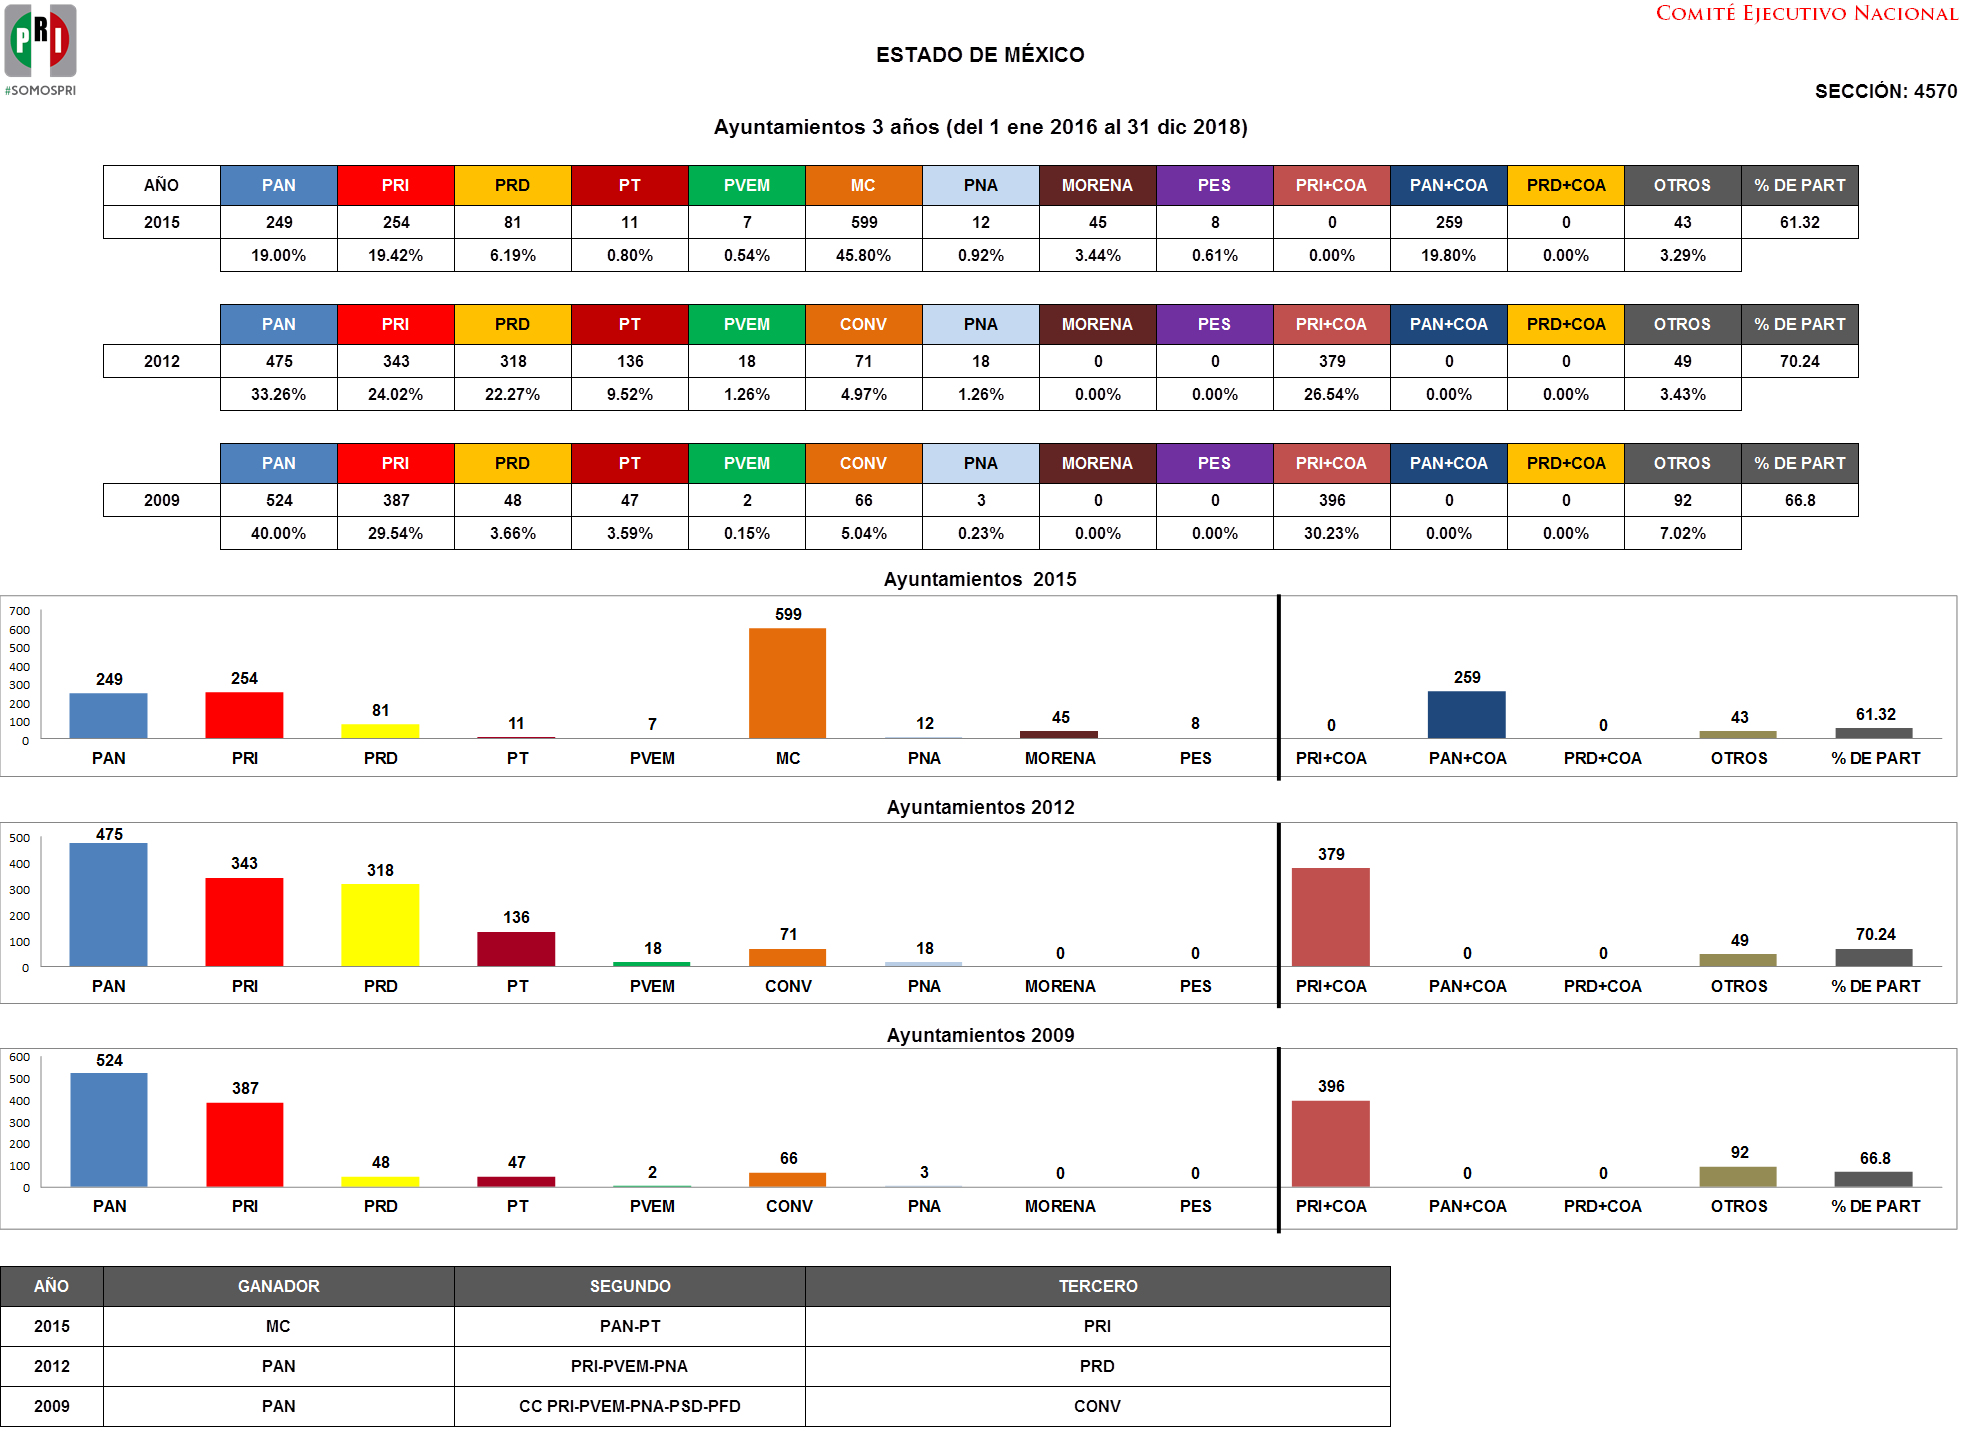 PRI
#SOMOSPRI
COMITÉ EJECUTIVO NACIONAL
ESTADO DE MÉXICO
SECCIÓN: 4570
Ayuntamientos 3 años (del 1 ene 2016 al 31 dic 2018)
AÑO PAN PRI PRD PT PVEM MC PNA MORENA PES PRI+COA PAN+COA PRD+COA OTROS % DE PART
2015 249 254 81 11 7 599 12 45 8 0 259 0 43 61.32
19.00% 19.42% 6.19% 0.80% 0.54% 45.80% 0.92% 3.44% 0.61% 0.00% 19.80% 0.00% 3.29%
PAN PRI PRD PT PVEM CONV PNA MORENA PES PRI+COA PAN+COA PRD+COA OTROS % DE PART
2012 475 343 318 136 18 71 18 0 0 379 0 0 49 70.24
33.26% 24.02% 22.27% 9.52% 1.26% 4.97% 1.26% 0.00% 0.00% 26.54% 0.00% 0.00% 3.43%
PAN PRI PRD PT PVEM CONV PNA MORENA PES PRI+COA PAN+COA PRD+COA OTROS % DE PART
2009 524 387 48 47 2 66 3 0 0 396 0 0 92 66.8
40.00% 29.54% 3.66% 3.59% 0.15% 5.04% 0.23% 0.00% 0.00% 30.23% 0.00% 0.00% 7.02%
Ayuntamientos 2015
700
600
500
400
300
200
100
0
249 254 81 11 7 599 12 45 8 0 259 0 43 61.32
PAN PRI PRD PT PVEM MC PNA MORENA PES PRI+COA PAN+COA PRD+COA OTROS % DE PART
Ayuntamientos 2012
500
400
300
200
100
0
475 343 318 136 18 71 18 0 0 379 0 0 49 70.24
PAN PRI PRD PT PVEM CONV PNA MORENA PES PRI+COA PAN+COA PRD+COA OTROS % DE PART
Ayuntamientos 2009
600
500
400
300
200
100
0
524 387 48 47 2 66 3 0 0 396 0 0 92 66.8
PAN PRI PRD PT PVEM CONV PNA MORENA PES PRI+COA PAN+COA PRD+COA OTROS % DE PART
AÑO GANADOR SEGUNDO TERCERO
2015 MC PAN-PT PRI
2012 PAN PRI-PVEM-PNA PRD
2009 PAN CC PRI-PVEM-PNA-PSD-PFD CONV